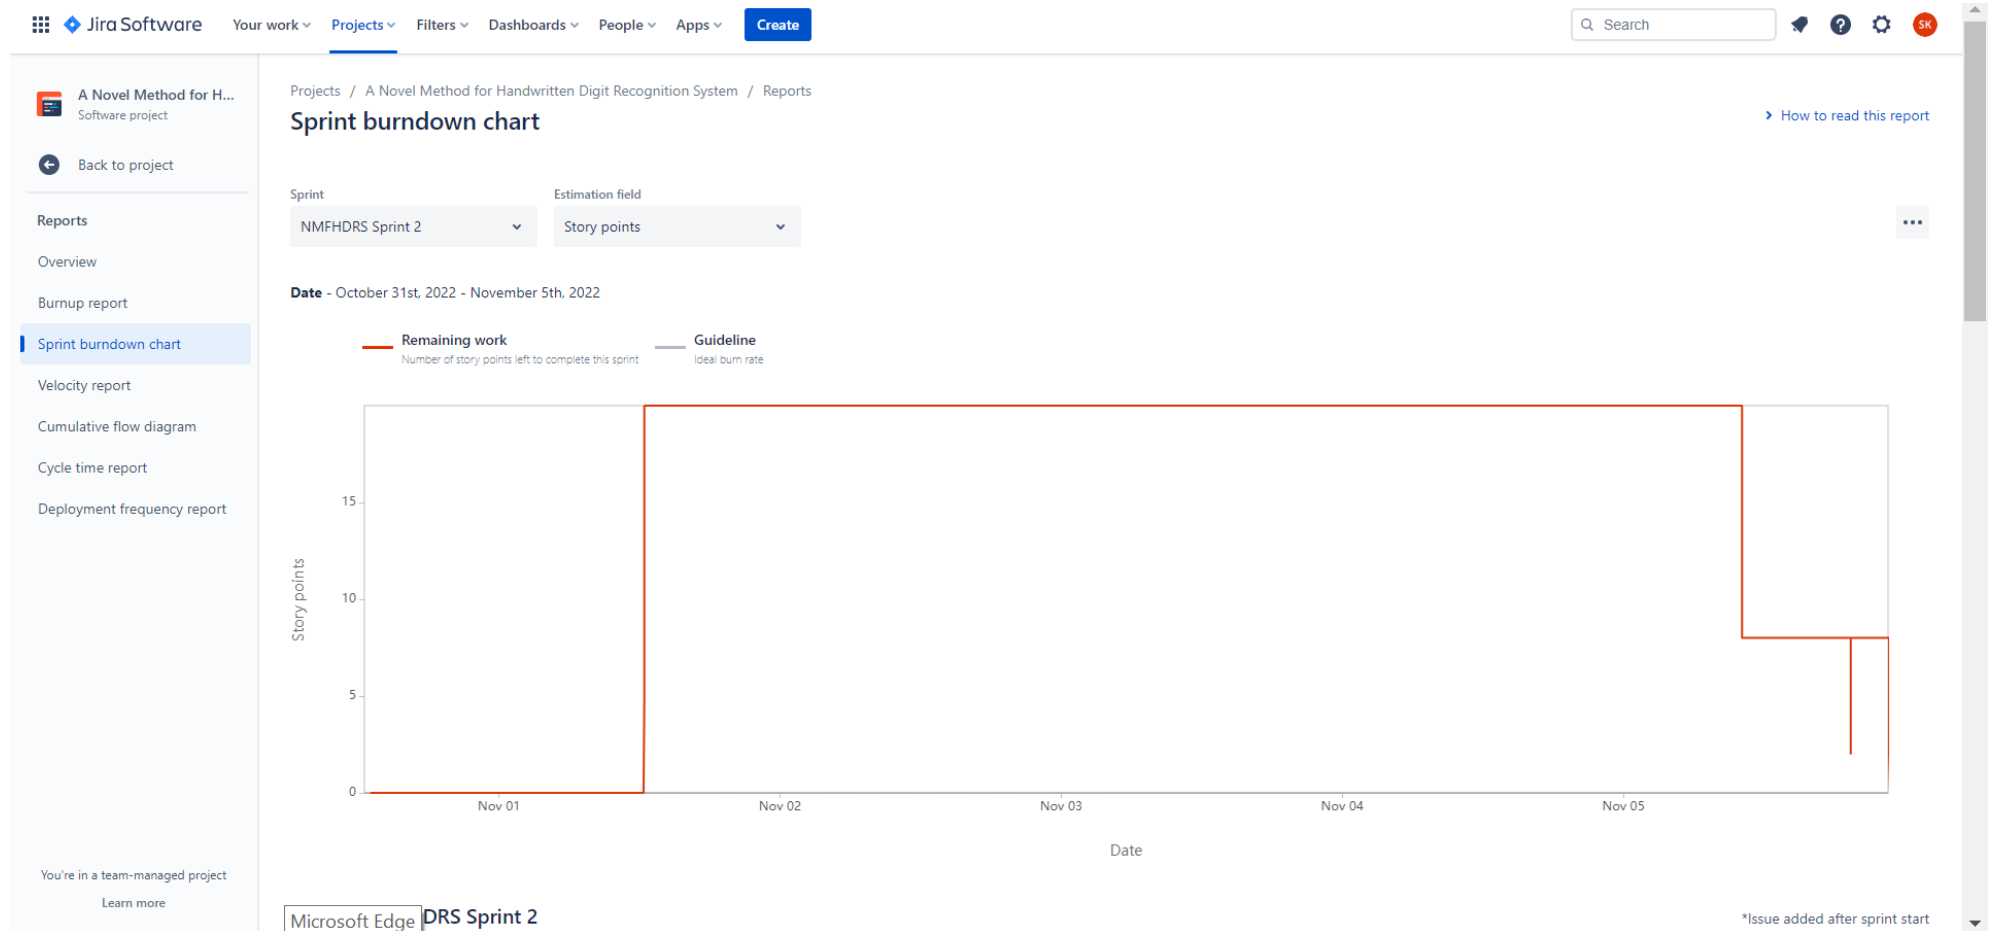 Jira Software Your work Projects Filters Dashboards People Apps Create Search SK
A Novel Method for H...
Software project
Back to project
Reports
Overview
Burnup report
Sprint burndown chart
Velocity report
Cumulative flow diagram
Cycle time report
Deployment frequency report
You're in a team-managed project
Learn more
Projects / A Novel Method for Handwritten Digit Recognition System / Reports
Sprint burndown chart
How to read this report
Sprint Estimation field
NMFHDRS Sprint 2 Story points
Date - October 31st, 2022 - November 5th, 2022
Remaining work Guideline
Number of story points left to complete this sprint Ideal burn rate
15
10
5
0
Story points
Nov 01 Nov 02 Nov 03 Nov 04 Nov 05
Date
Microsoft Edge DRS Sprint 2
*Issue added after sprint start